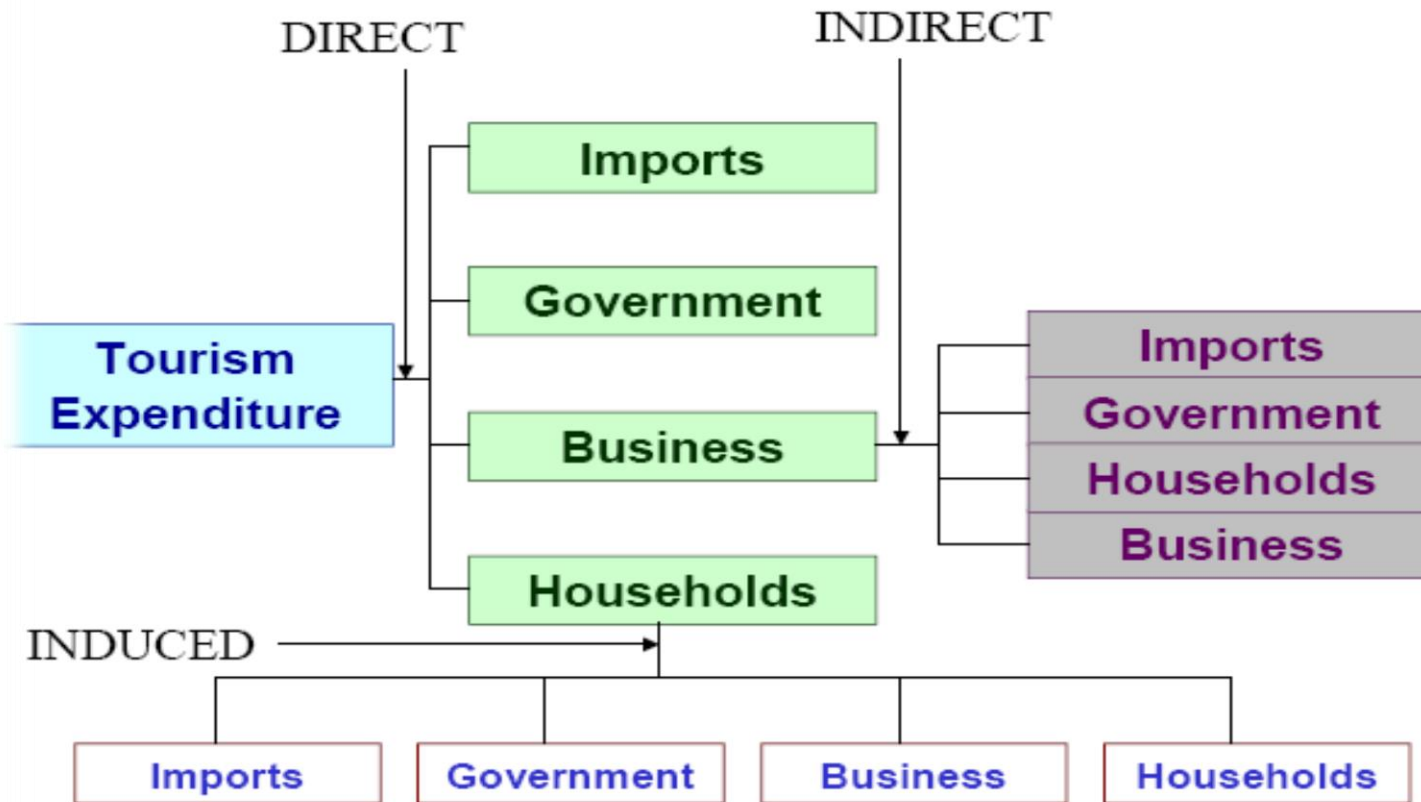 DIRECT
INDIRECT
Imports
Government
Tourism
Expenditure
Business
Households
Imports
Government
Households
Business
INDUCED
Imports
Government
Business
Households